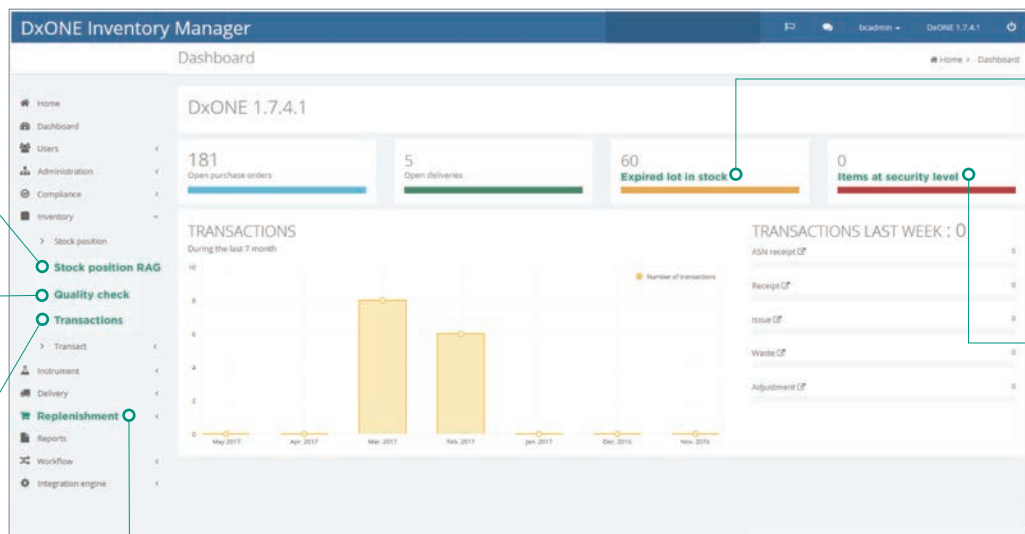 DxONE Inventory Manager
bcadmin
DxONE 1.7.4.1
Dashboard
Home > Dashboard
Home
Dashboard
Users
Administration
Compliance
Inventory
> Stock position
Stock position RAG
Quality check
Transactions
> Transact
Instrument
Delivery
Replenishment
Reports
Workflow
Integration engine
DxONE 1.7.4.1
181
Open purchase orders
5
Open deliveries
60
Expired lot in stock
0
Items at security level
TRANSACTIONS
During the last 7 month
Number of transactions
10
8
6
4
2
0
May 2017 Apr. 2017 Mar. 2017 Feb. 2017 Jan. 2017 Dec. 2016 Nov. 2016
TRANSACTIONS LAST WEEK : 0
ASN receipt 0
Receipt 0
Issue 0
Waste 0
Adjustment 0